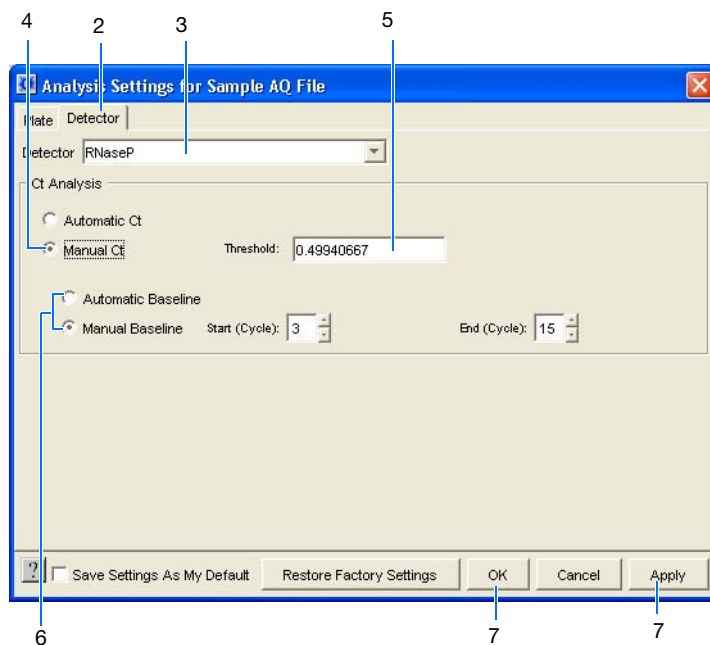 4 2 3 5
Analysis Settings for Sample AQ File
Plate Detector
Detector RNaseP
Ct Analysis
Automatic Ct
Manual Ct Threshold: 0.49940667
Automatic Baseline
Manual Baseline Start (Cycle): 3 End (Cycle): 15
? Save Settings As My Default Restore Factory Settings OK Cancel Apply
6 7 7